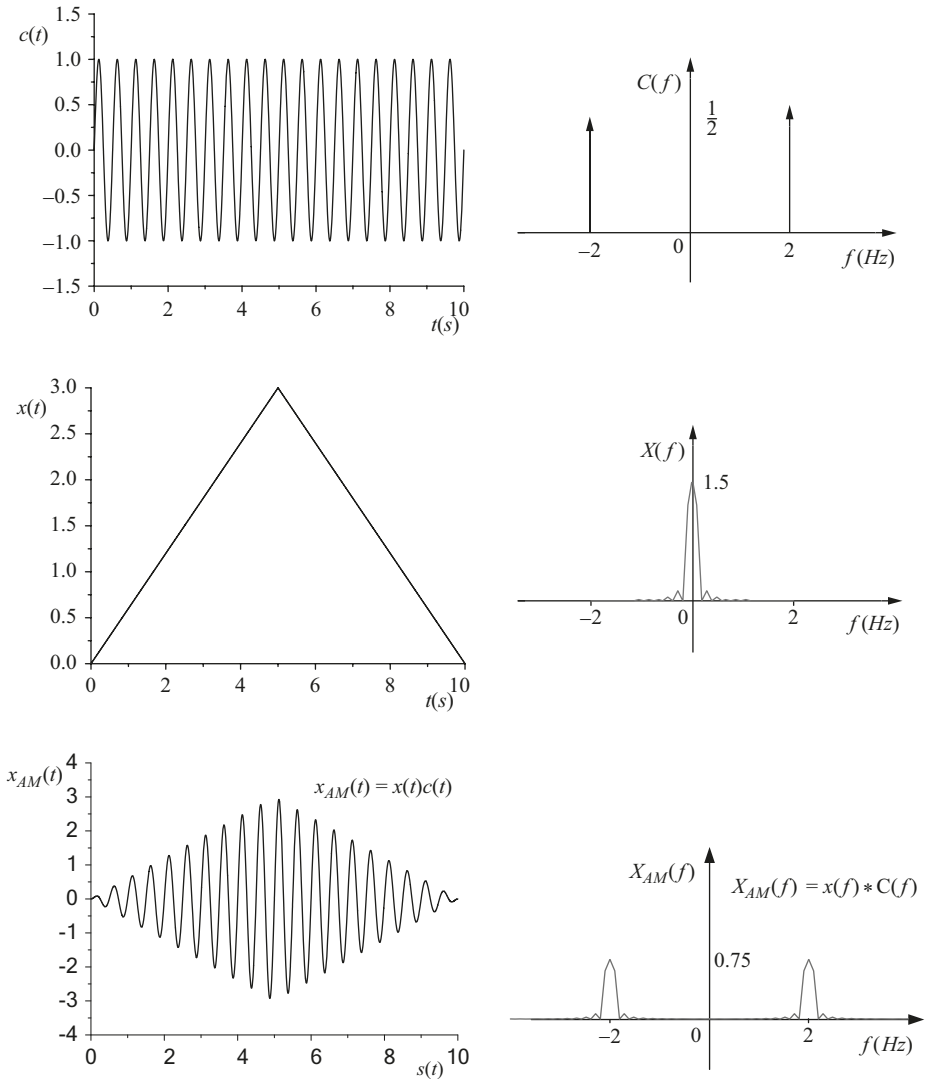 1.5
c(t)
1.0
0.5
0.0
−0.5
−1.0
−1.5
0 2 4 6 8 10
t(s)
C(f)
1/2
−2 0 2
f(Hz)
3.0
x(t)
2.5
2.0
1.5
1.0
0.5
0.0
0 2 4 6 8 10
t(s)
X(f)
1.5
−2 0 2
f(Hz)
4
x_AM(t)
x_AM(t) = x(t)c(t)
3
2
1
0
-1
-2
-3
-4
0 2 4 6 8 10
s(t)
X_AM(f)
X_AM(f) = x(f) ∗ C(f)
0.75
−2 0 2
f(Hz)